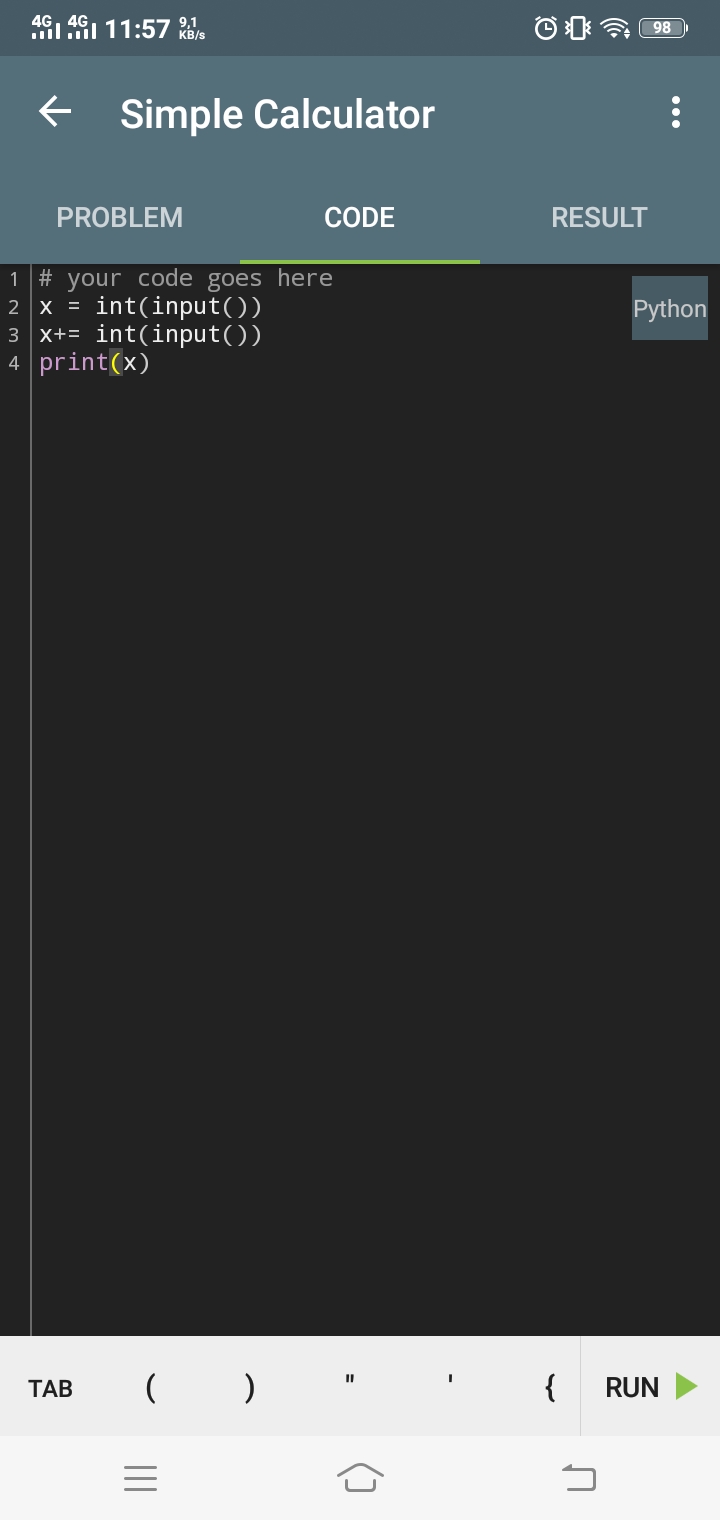 4G 4G 11:57 9,1 KB/s 98
Simple Calculator
PROBLEM CODE RESULT
1 # your code goes here
2 x = int(input())
3 x+= int(input())
4 print(x)
Python
TAB ( ) " ' { RUN